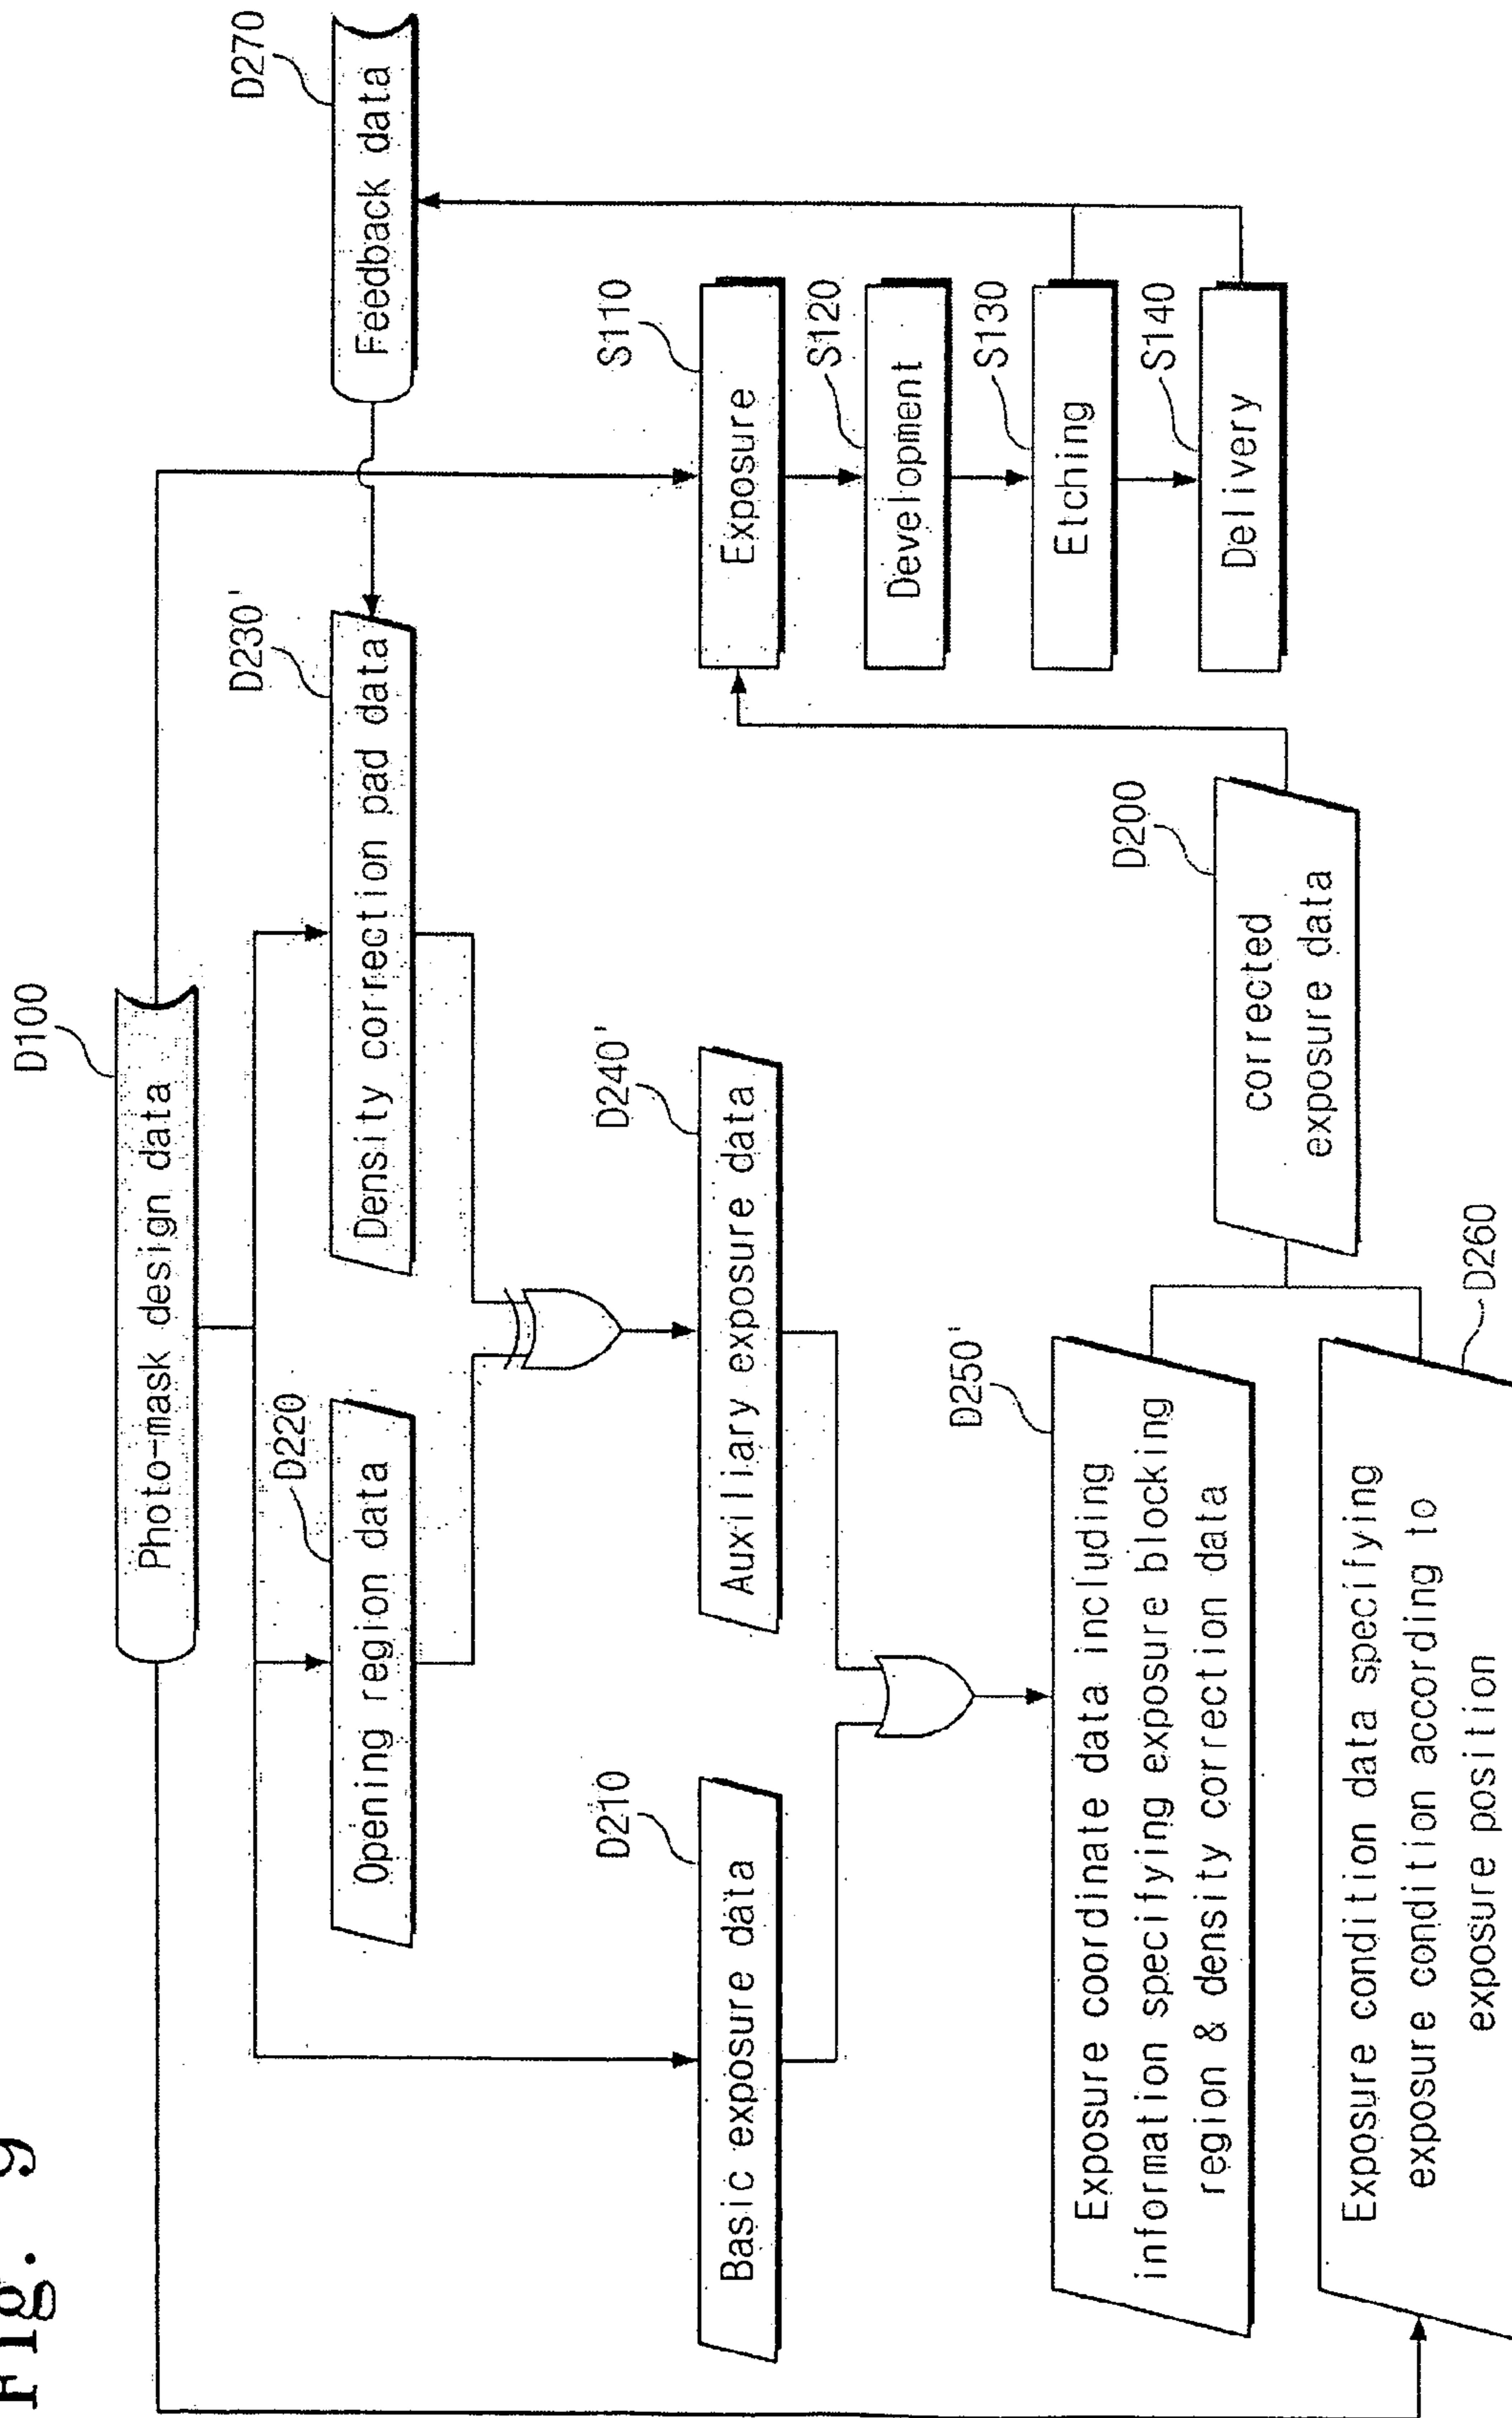 Fig. 9
D100
Photo-mask design data
D270
Feedback data
D220
Opening region data
D230'
Density correction pad data
D210
Basic exposure data
D240'
Auxiliary exposure data
S110
Exposure
S120
Development
S130
Etching
S140
Delivery
D250'
Exposure coordinate data including
information specifying exposure blocking
region & density correction data
D200
corrected
exposure data
D260
Exposure condition data specifying
exposure condition according to
exposure position